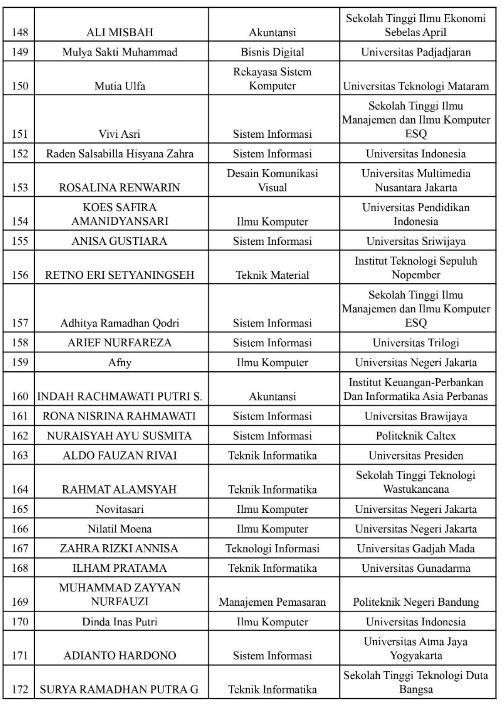 148 ALI MISBAH Akuntansi Sekolah Tinggi Ilmu Ekonomi
Sebelas April
149 Mulya Sakti Muhammad Bisnis Digital Universitas Padjadjaran
150 Mutia Ulfa Rekayasa Sistem
Komputer Universitas Teknologi Mataram
151 Vivi Asri Sistem Informasi Sekolah Tinggi Ilmu
Manajemen dan Ilmu Komputer
ESQ
152 Raden Salsabilla Hisyana Zahra Sistem Informasi Universitas Indonesia
153 ROSALINA RENWARIN Desain Komunikasi
Visual Universitas Multimedia
Nusantara Jakarta
154 KOES SAFIRA
AMANIDYANSARI Ilmu Komputer Universitas Pendidikan
Indonesia
155 ANISA GUSTIARA Sistem Informasi Universitas Sriwijaya
156 RETNO ERI SETYANINGSEH Teknik Material Institut Teknologi Sepuluh
Nopember
157 Adhitya Ramadhan Qodri Sistem Informasi Sekolah Tinggi Ilmu
Manajemen dan Ilmu Komputer
ESQ
158 ARIEF NURFAREZA Sistem Informasi Universitas Trilogi
159 Afny Ilmu Komputer Universitas Negeri Jakarta
160 INDAH RACHMAWATI PUTRI S. Akuntansi Institut Keuangan-Perbankan
Dan Informatika Asia Perbanas
161 RONA NISRINA RAHMAWATI Sistem Informasi Universitas Brawijaya
162 NURAISYAH AYU SUSMITA Sistem Informasi Politeknik Caltex
163 ALDO FAUZAN RIVAI Teknik Informatika Universitas Presiden
164 RAHMAT ALAMSYAH Teknik Informatika Sekolah Tinggi Teknologi
Wastukancana
165 Novitasari Ilmu Komputer Universitas Negeri Jakarta
166 Nilatil Moena Ilmu Komputer Universitas Negeri Jakarta
167 ZAHRA RIZKI ANNISA Teknologi Informasi Universitas Gadjah Mada
168 ILHAM PRATAMA Teknik Informatika Universitas Gunadarma
169 MUHAMMAD ZAYYAN
NURFAUZI Manajemen Pemasaran Politeknik Negeri Bandung
170 Dinda Inas Putri Ilmu Komputer Universitas Indonesia
171 ADIANTO HARDONO Sistem Informasi Universitas Atma Jaya
Yogyakarta
172 SURYA RAMADHAN PUTRA G Teknik Informatika Sekolah Tinggi Teknologi Duta
Bangsa